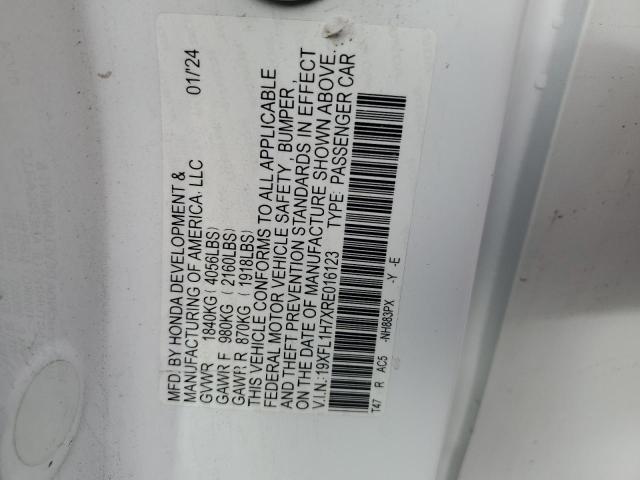 MFD. BY HONDA DEVELOPMENT &
MANUFACTURING OF AMERICA, LLC 01/24
GVWR 1840KG ( 4056LBS)
GAWR F 980KG ( 2160LBS)
GAWR R 870KG ( 1918LBS)
THIS VEHICLE CONFORMS TO ALL APPLICABLE
FEDERAL MOTOR VEHICLE SAFETY, BUMPER,
AND THEFT PREVENTION STANDARDS IN EFFECT
ON THE DATE OF MANUFACTURE SHOWN ABOVE.
V.I.N.: 19XFL1H7XRE016123 TYPE: PASSENGER CAR
T47 R AC5 -NH883PX -Y -E